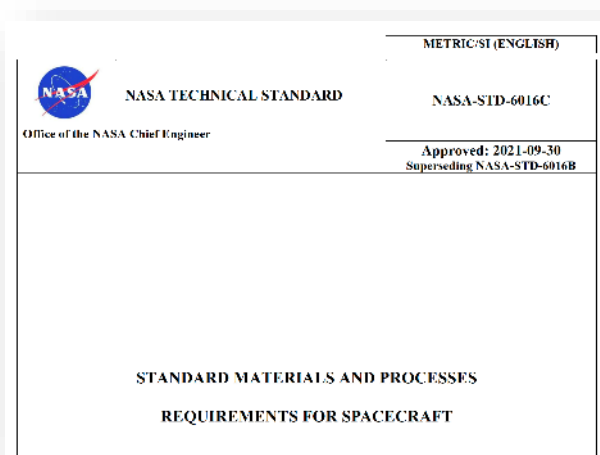 METRIC/SI (ENGLISH)
NASA
NASA TECHNICAL STANDARD
NASA-STD-6016C
Office of the NASA Chief Engineer
Approved: 2021-09-30
Superseding NASA-STD-6016B
STANDARD MATERIALS AND PROCESSES
REQUIREMENTS FOR SPACECRAFT